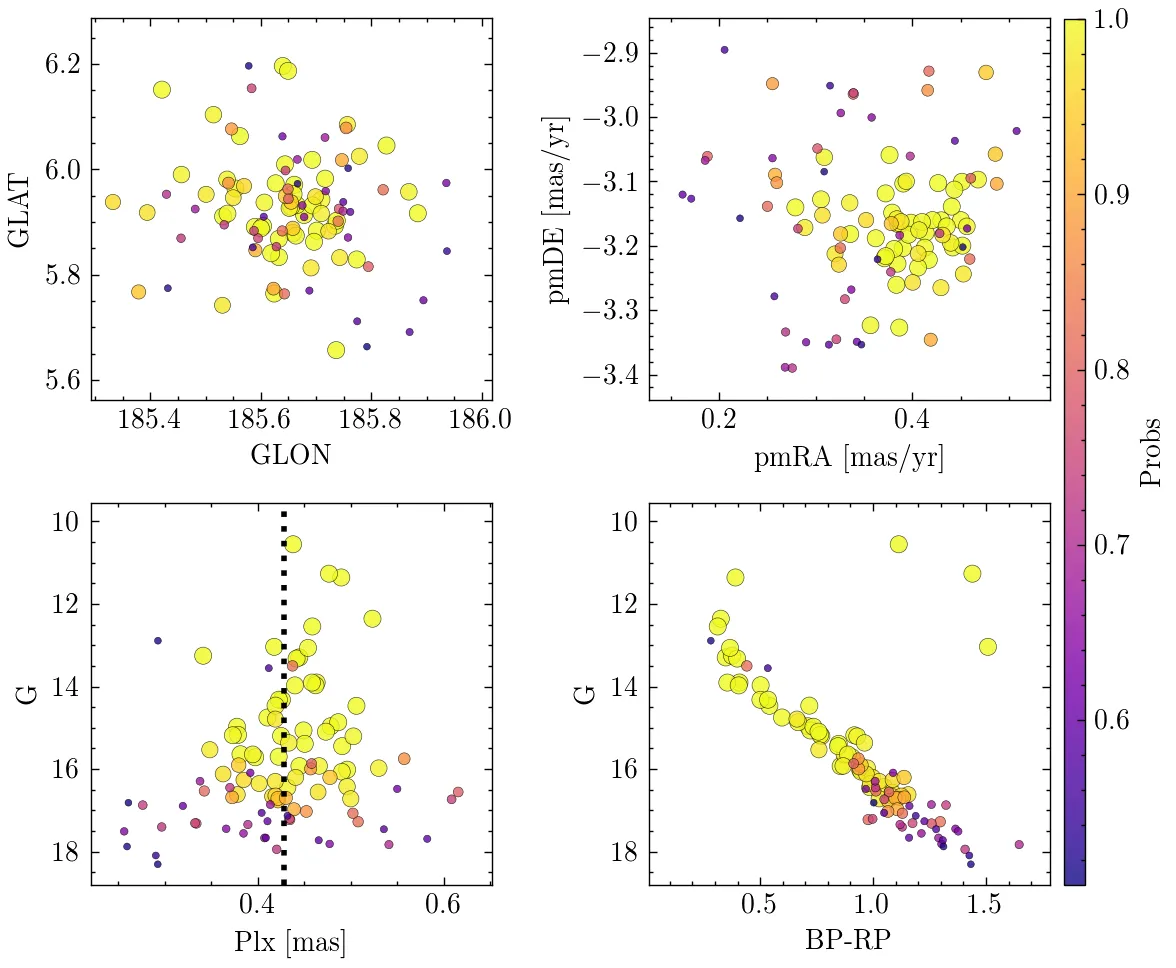 6.2
6.0
5.8
5.6
GLAT
185.4 185.6 185.8 186.0
GLON
−2.9
−3.0
−3.1
−3.2
−3.3
−3.4
pmDE [mas/yr]
0.2 0.4
pmRA [mas/yr]
1.0
0.9
0.8
0.7
0.6
Probs
10
12
14
16
18
G
0.4 0.6
Plx [mas]
10
12
14
16
18
G
0.5 1.0 1.5
BP-RP